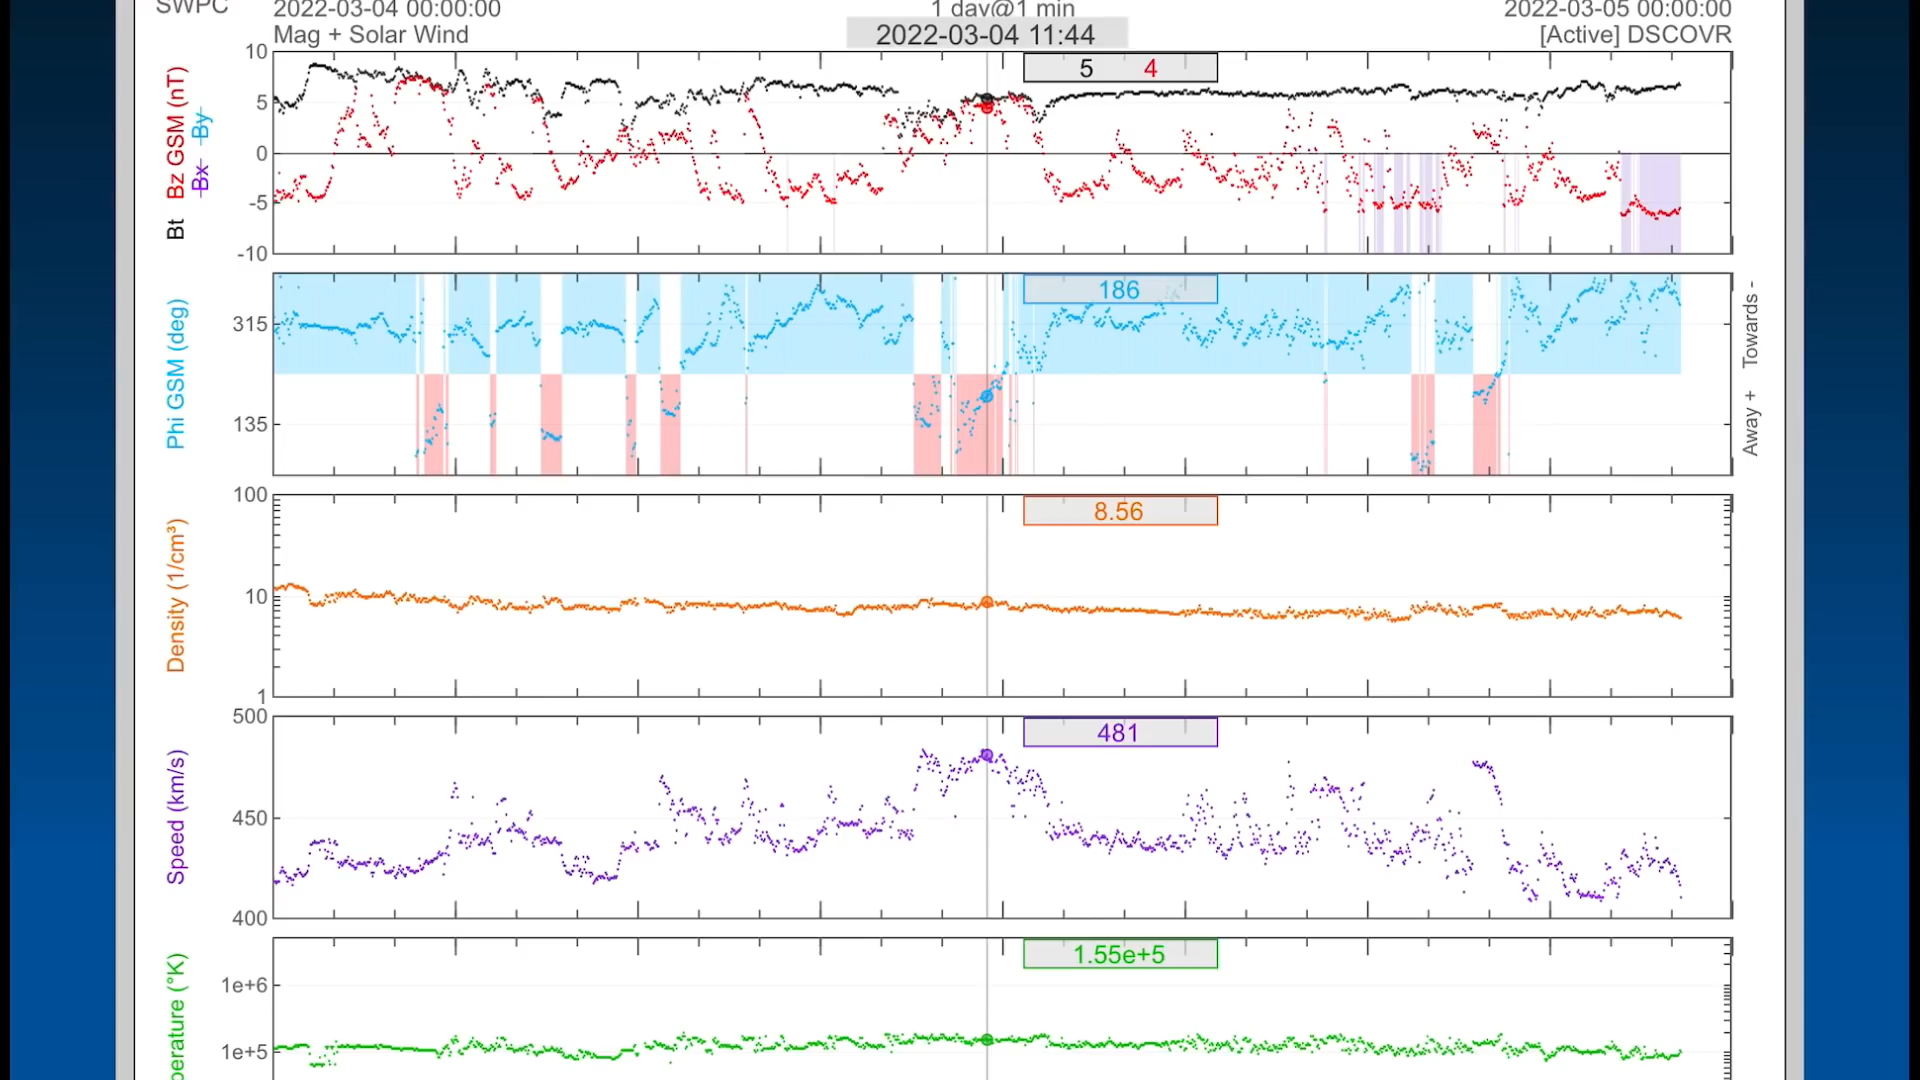 SWPC
2022-03-04 00:00:00
1 day@1 min
2022-03-05 00:00:00
Mag + Solar Wind
2022-03-04 11:44
[Active] DSCOVR
Bt Bz GSM (nT)
Bx By
10
5
0
-5
-10
5 4
Phi GSM (deg)
315
135
186
Towards -
Away +
Density (1/cm³)
100
10
1
8.56
Speed (km/s)
500
450
400
481
perature (°K)
1e+6
1e+5
1.55e+5